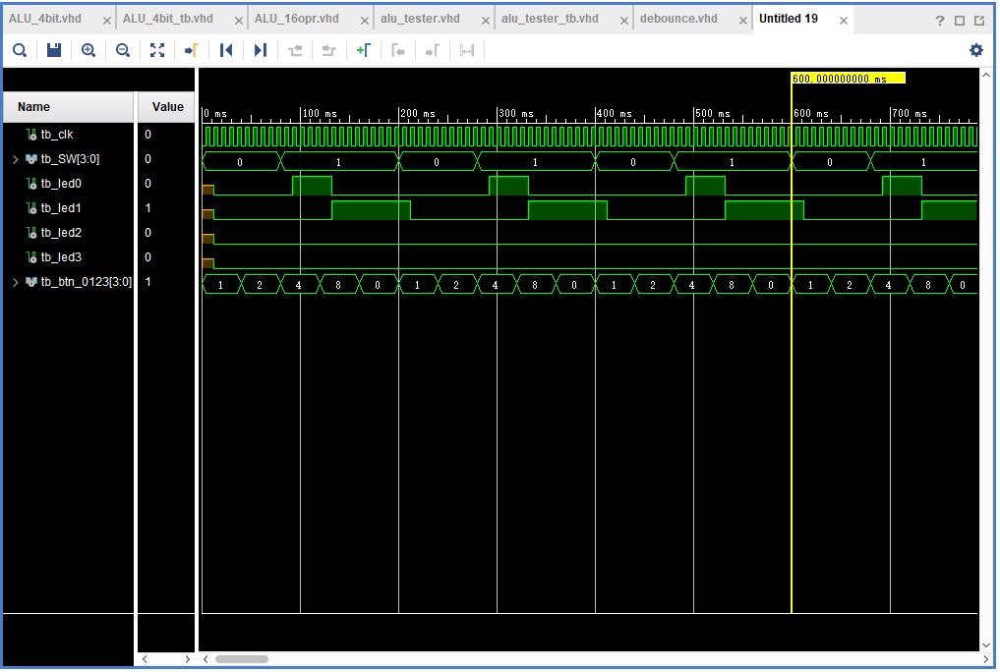 ALU_4bit.vhd ALU_4bit_tb.vhd ALU_16opr.vhd alu_tester.vhd alu_tester_tb.vhd debounce.vhd Untitled 19
?
600.000000000 ms
Name Value
0 ms 100 ms 200 ms 300 ms 400 ms 500 ms 600 ms 700 ms
tb_clk 0
tb_SW[3:0] 0 0 1 0 1 0 1 0 1
tb_led0 0
tb_led1 1
tb_led2 0
tb_led3 0
tb_btn_0123[3:0] 1 1 2 4 8 0 1 2 4 8 0 1 2 4 8 0 1 2 4 8 0